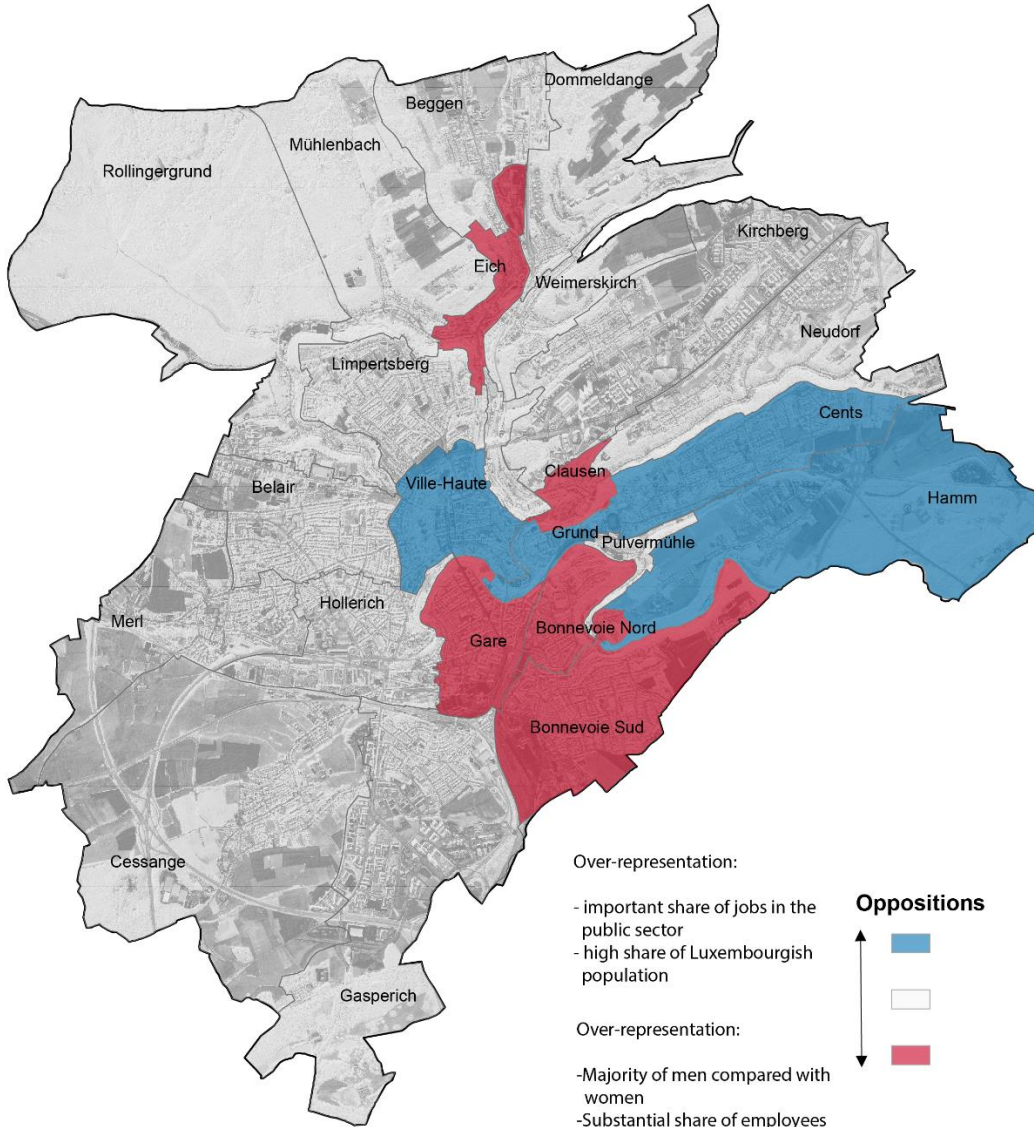 Dommeldange
Beggen
Mühlenbach
Rollingergrund
Kirchberg
Eich
Weimerskirch
Neudorf
Limpertsberg
Cents
Clausen
Ville-Haute
Belair
Hamm
Grund
Pulvermühle
Hollerich
Merl
Bonnevoie Nord
Gare
Bonnevoie Sud
Cessange
Gasperich
Over-representation:
- important share of jobs in the
public sector
- high share of Luxembourgish
population
Over-representation:
-Majority of men compared with
women
-Substantial share of employees
Oppositions